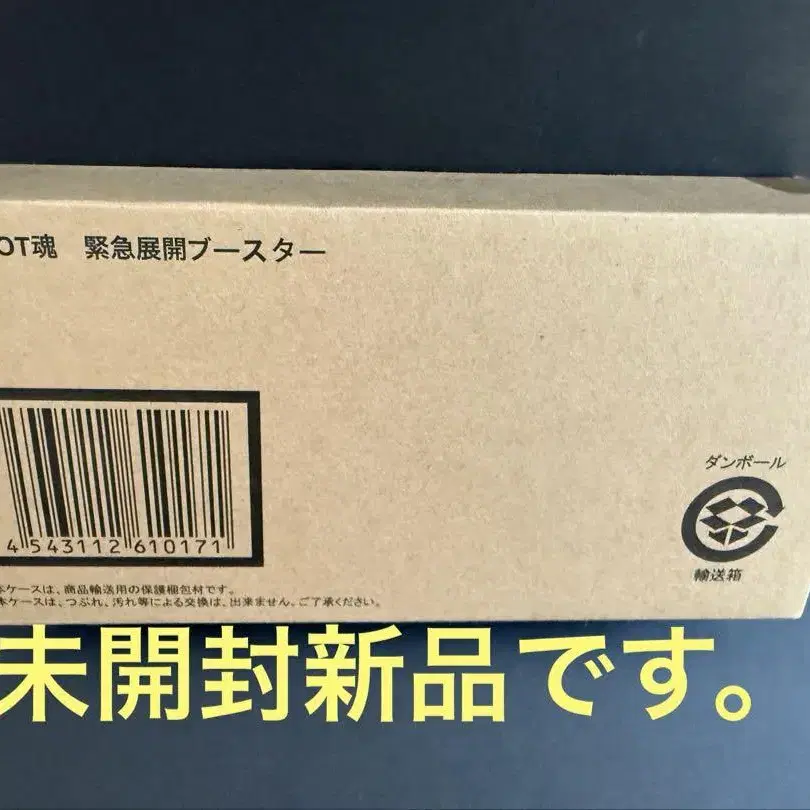 OT魂 緊急展開ブースター
4543112610171
ダンボール
輸送箱
本ケースは、商品輸送用の保護梱包材です。
本ケースは、つぶれ、汚れ等による交換は、出来ません。ご了承ください。
未開封新品です。